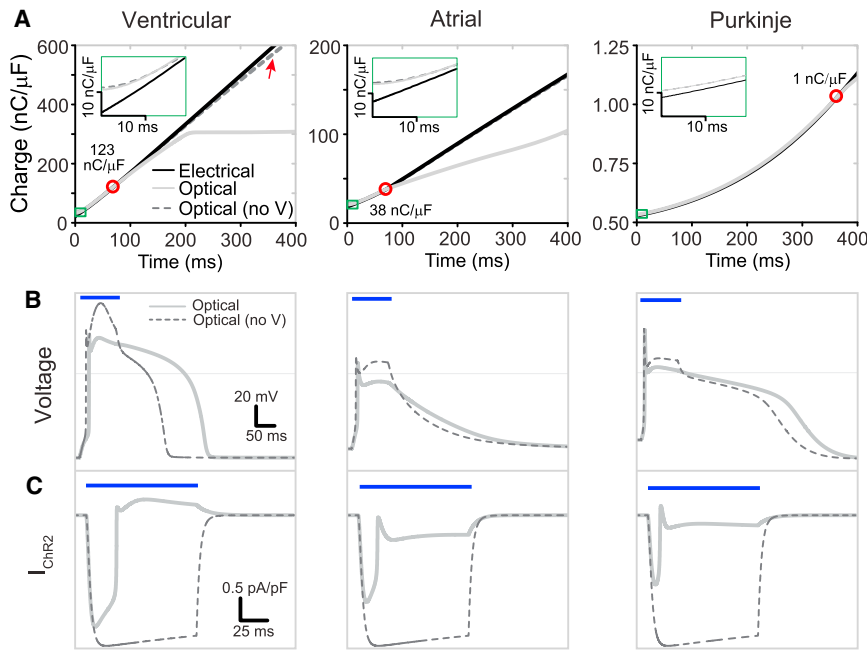 A
Ventricular
Atrial
Purkinje
Charge (nC/μF)
600
400
200
0
10 nC/μF
10 ms
123
nC/μF
Electrical
Optical
Optical (no V)
0 100 200 300 400
Time (ms)
200
100
0
10 nC/μF
10 ms
38 nC/μF
0 100 200 300 400
Time (ms)
1.25
1.00
0.75
0.50
10 nC/μF
10 ms
1 nC/μF
0 100 200 300 400
Time (ms)
B
Voltage
Optical
Optical (no V)
20 mV
50 ms
C
IChR2
0.5 pA/pF
25 ms